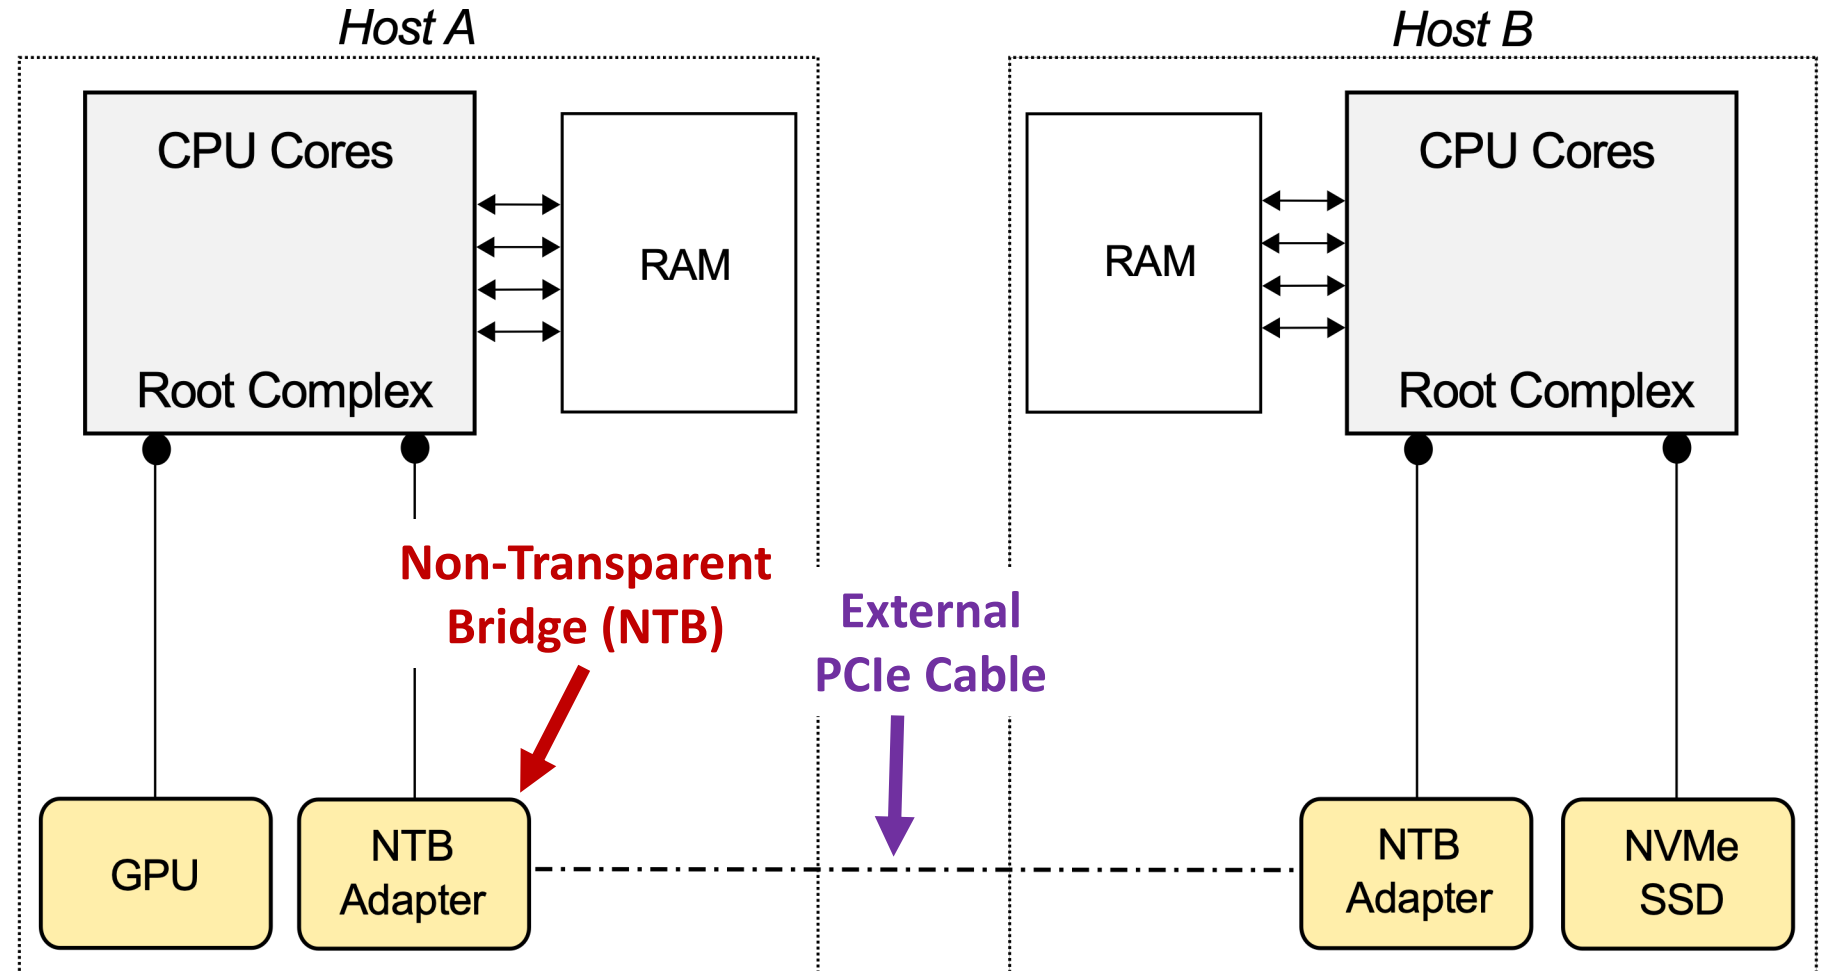 Host A
Host B
CPU Cores
RAM
Root Complex
RAM
CPU Cores
Root Complex
Non-Transparent
Bridge (NTB)
External
PCIe Cable
GPU
NTB
Adapter
NTB
Adapter
NVMe
SSD